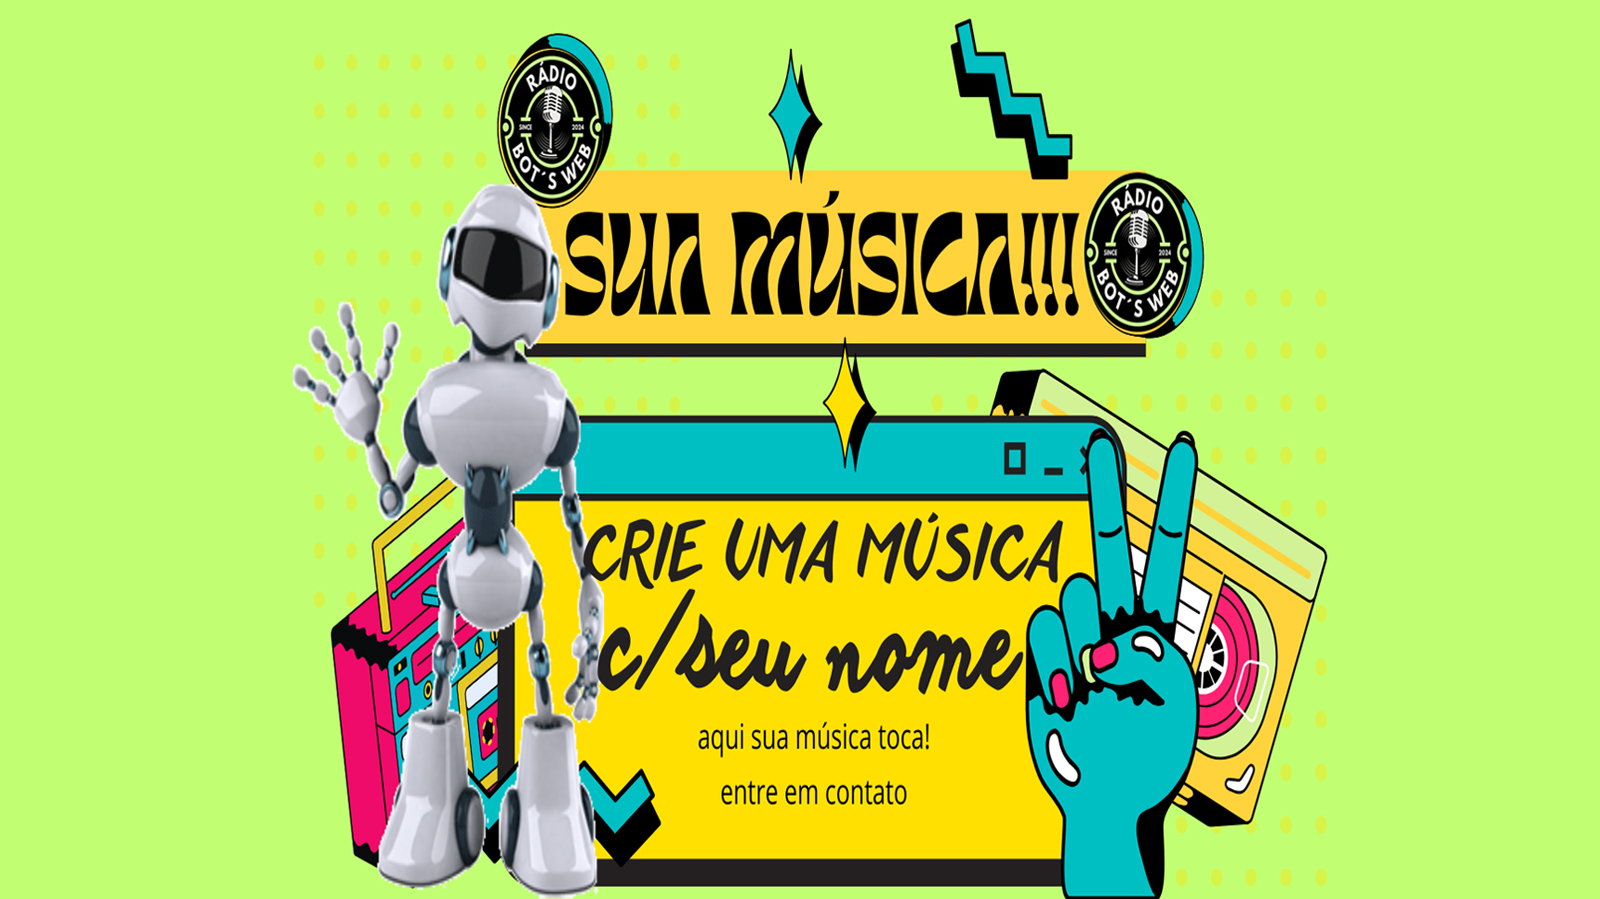 RÁDIO
SINCE 2024
BOT´S WEB
SUA MÚSICA!!!!
RÁDIO
SINCE 2024
BOT´S WEB
CRIE UMA MÚSICA
c/seu nome
aqui sua música toca!
entre em contato